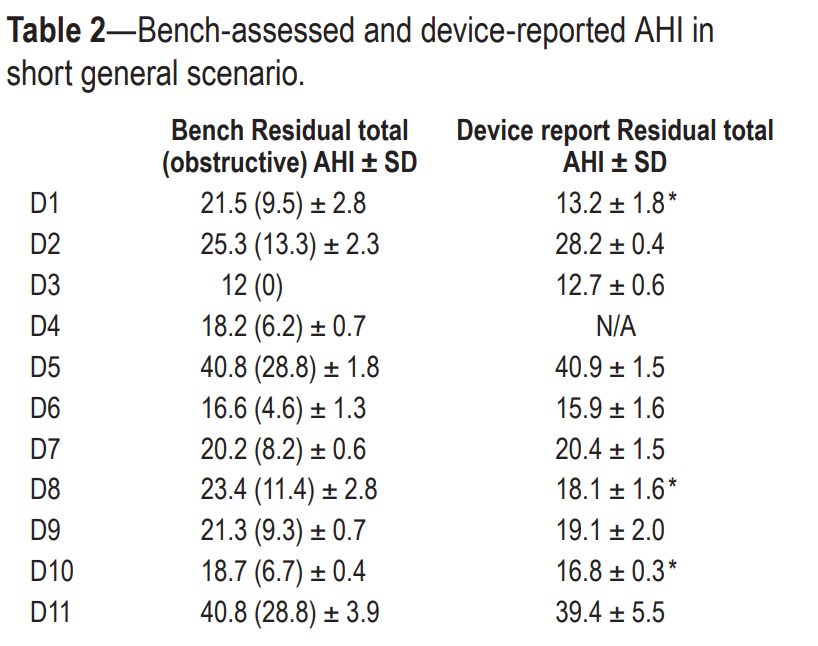 Table 2—Bench-assessed and device-reported AHI in
short general scenario.
Bench Residual total Device report Residual total
(obstructive) AHI ± SD AHI ± SD
D1 21.5 (9.5) ± 2.8 13.2 ± 1.8*
D2 25.3 (13.3) ± 2.3 28.2 ± 0.4
D3 12 (0) 12.7 ± 0.6
D4 18.2 (6.2) ± 0.7 N/A
D5 40.8 (28.8) ± 1.8 40.9 ± 1.5
D6 16.6 (4.6) ± 1.3 15.9 ± 1.6
D7 20.2 (8.2) ± 0.6 20.4 ± 1.5
D8 23.4 (11.4) ± 2.8 18.1 ± 1.6*
D9 21.3 (9.3) ± 0.7 19.1 ± 2.0
D10 18.7 (6.7) ± 0.4 16.8 ± 0.3*
D11 40.8 (28.8) ± 3.9 39.4 ± 5.5